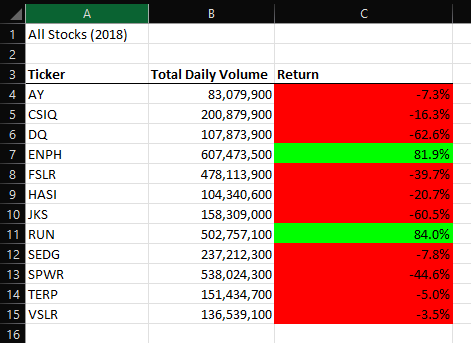 A B C
1 All Stocks (2018)
2
3 Ticker Total Daily Volume Return
4 AY 83,079,900 -7.3%
5 CSIQ 200,879,900 -16.3%
6 DQ 107,873,900 -62.6%
7 ENPH 607,473,500 81.9%
8 FSLR 478,113,900 -39.7%
9 HASI 104,340,600 -20.7%
10 JKS 158,309,000 -60.5%
11 RUN 502,757,100 84.0%
12 SEDG 237,212,300 -7.8%
13 SPWR 538,024,300 -44.6%
14 TERP 151,434,700 -5.0%
15 VSLR 136,539,100 -3.5%
16